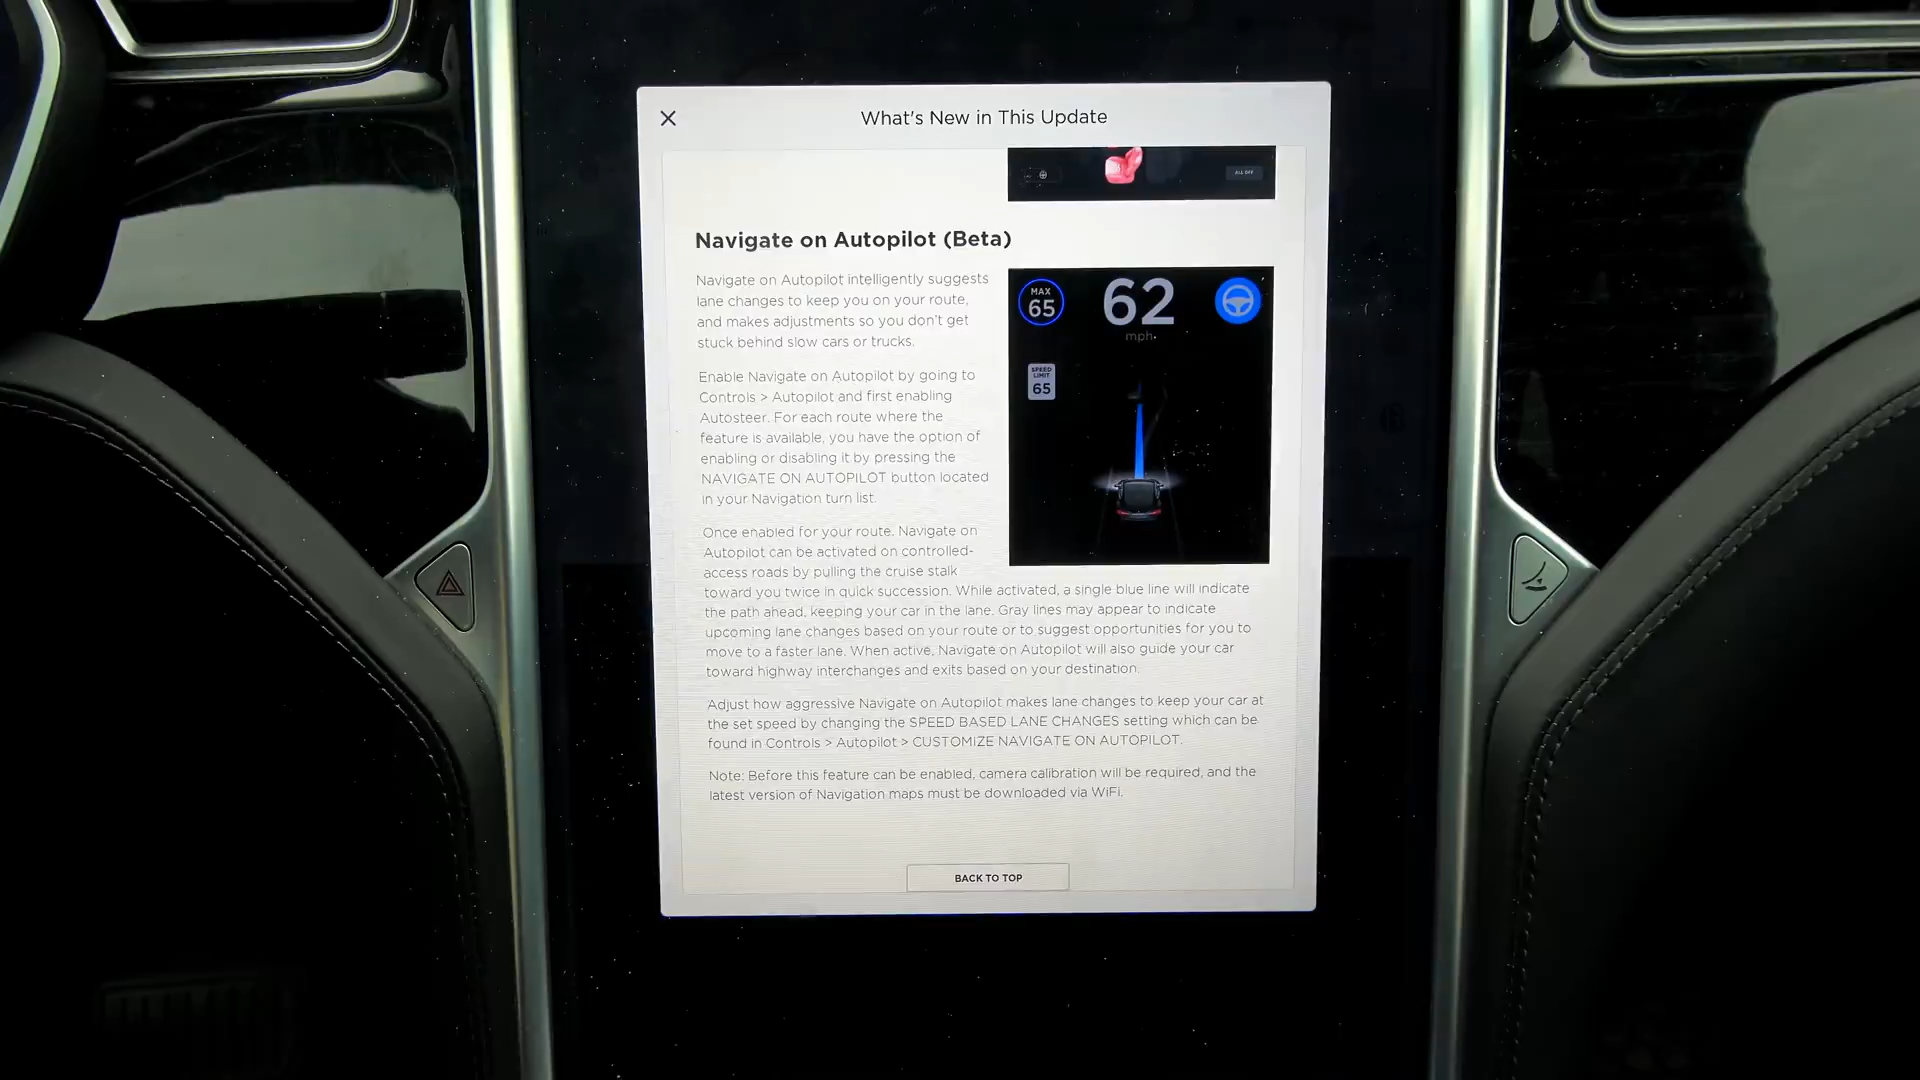 What's New in This Update
ALL OFF
Navigate on Autopilot (Beta)
Navigate on Autopilot intelligently suggests
lane changes to keep you on your route,
and makes adjustments so you don't get
stuck behind slow cars or trucks.
MAX
65
62
mph
SPEED
LIMIT
65
Enable Navigate on Autopilot by going to
Controls > Autopilot and first enabling
Autosteer. For each route where the
feature is available, you have the option of
enabling or disabling it by pressing the
NAVIGATE ON AUTOPILOT button located
in your Navigation turn list.
Once enabled for your route. Navigate on
Autopilot can be activated on controlled-
access roads by pulling the cruise stalk
toward you twice in quick succession. While activated, a single blue line will indicate
the path ahead, keeping your car in the lane. Gray lines may appear to indicate
upcoming lane changes based on your route or to suggest opportunities for you to
move to a faster lane. When active, Navigate on Autopilot will also guide your car
toward highway interchanges and exits based on your destination.
Adjust how aggressive Navigate on Autopilot makes lane changes to keep your car at
the set speed by changing the SPEED BASED LANE CHANGES setting which can be
found in Controls > Autopilot > CUSTOMIZE NAVIGATE ON AUTOPILOT.
Note: Before this feature can be enabled, camera calibration will be required, and the
latest version of Navigation maps must be downloaded via WiFi.
BACK TO TOP